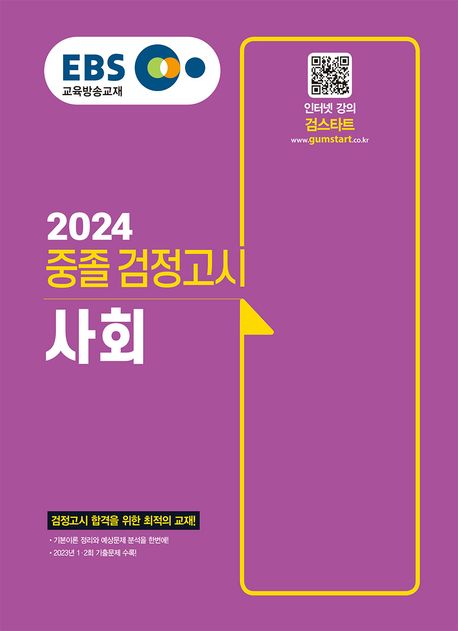 EBS
교육방송교재
인터넷 강의
검스타트
www.gumstart.co.kr
2024
중졸 검정고시
사회
검정고시 합격을 위한 최적의 교재!
· 기본이론 정리와 예상문제 분석을 한번에!
· 2023년 1·2회 기출문제 수록!